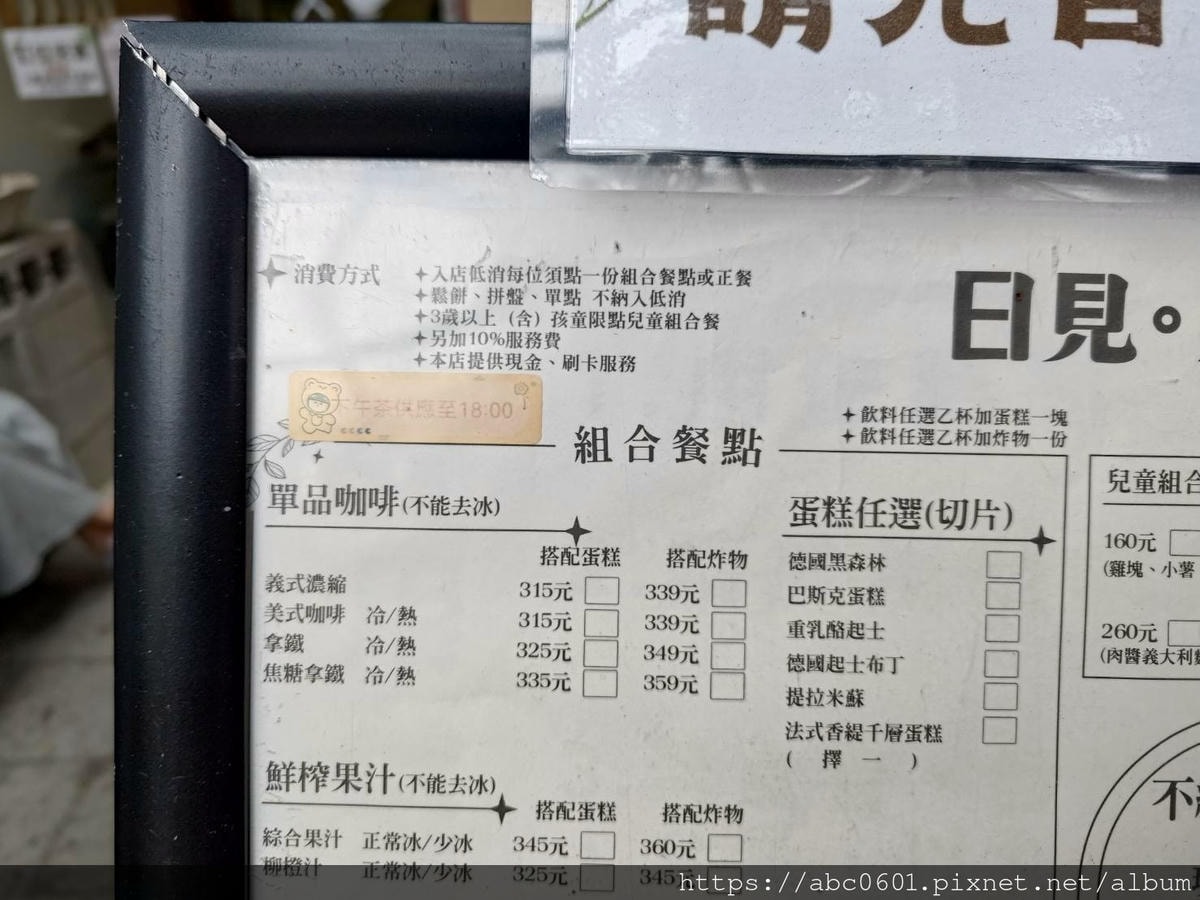 請先
消費方式
入店低消每位須點一份組合餐點或正餐
鬆餅、拼盤、單點 不納入低消
3歲以上（含）孩童限點兒童組合餐
另加10%服務費
本店提供現金、刷卡服務
日見。
下午茶供應至18:00
飲料任選乙杯加蛋糕一塊
飲料任選乙杯加炸物一份
組合餐點
單品咖啡(不能去冰)
搭配蛋糕 搭配炸物
義式濃縮 315元 339元
美式咖啡 冷/熱 315元 339元
拿鐵 冷/熱 325元 349元
焦糖拿鐵 冷/熱 335元 359元
蛋糕任選(切片)
德國黑森林
巴斯克蛋糕
重乳酪起士
德國起士布丁
提拉米蘇
法式香緹千層蛋糕
( 擇 一 )
兒童組合
160元
(雞塊、小薯
260元
(肉醬義大利
鮮榨果汁(不能去冰)
搭配蛋糕 搭配炸物
綜合果汁 正常冰/少冰 345元 360元
柳橙汁 正常冰/少冰 325元 345元
不
https://abc0601.pixnet.net/album